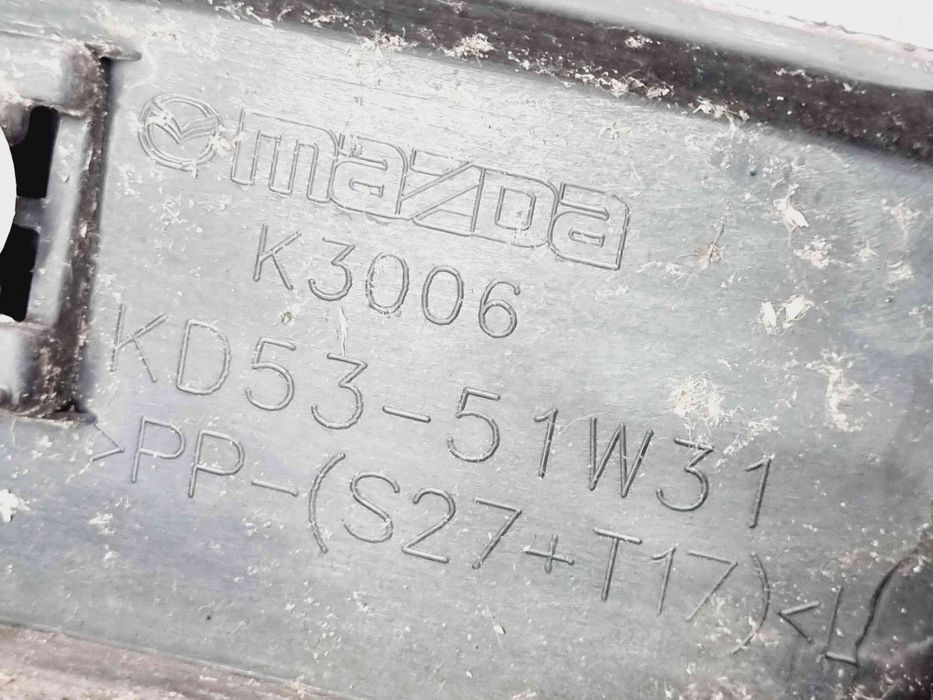 mazda
K3006
KD53-51W31
>PP-(S27+T17)<